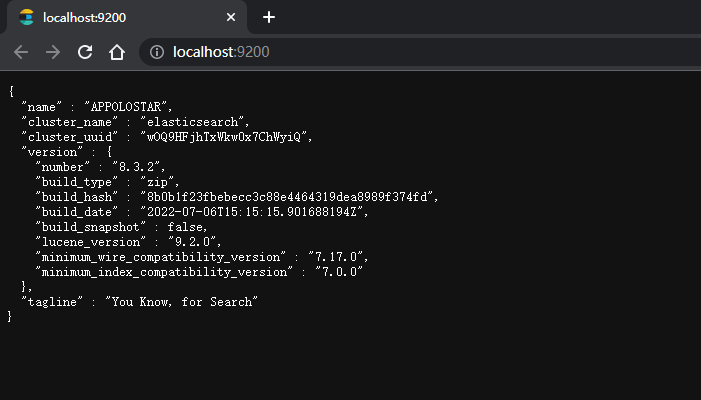 localhost:9200
localhost:9200
{
  "name" : "APPOLOSTAR",
  "cluster_name" : "elasticsearch",
  "cluster_uuid" : "wOQ9HFjhTxWkwOx7ChWyiQ",
  "version" : {
    "number" : "8.3.2",
    "build_type" : "zip",
    "build_hash" : "8b0b1f23fbebecc3c88e4464319dea8989f374fd",
    "build_date" : "2022-07-06T15:15:15.901688194Z",
    "build_snapshot" : false,
    "lucene_version" : "9.2.0",
    "minimum_wire_compatibility_version" : "7.17.0",
    "minimum_index_compatibility_version" : "7.0.0"
  },
  "tagline" : "You Know, for Search"
}